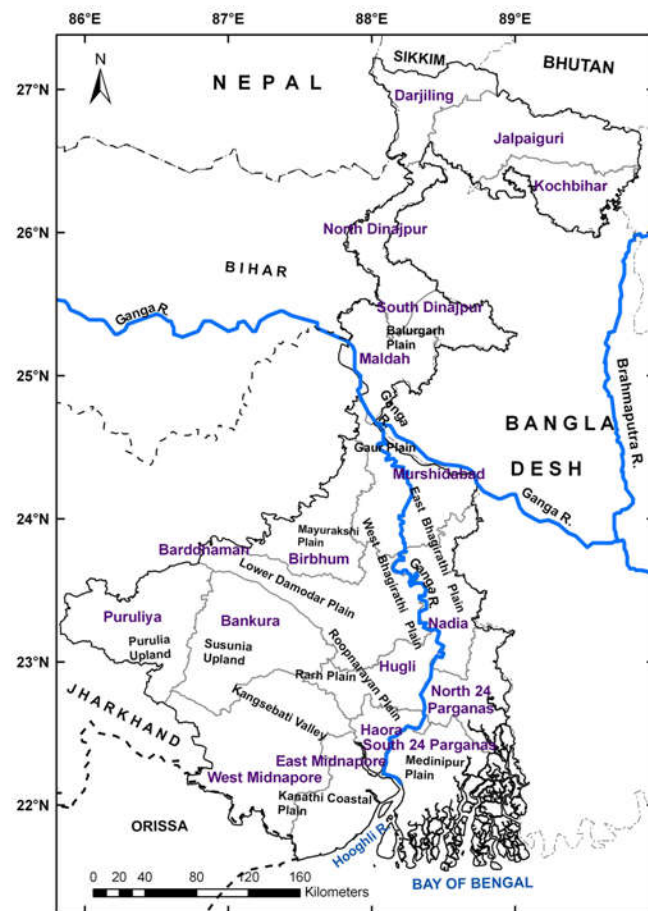 86°E 87°E 88°E 89°E
N
27°N
NEPAL
SIKKIM
BHUTAN
Darjiling
Jalpaiguri
Kochbihar
26°N
North Dinajpur
BIHAR
Ganga R.
South Dinajpur
Balurgarh
Plain
Maldah
25°N
Ganga
R.
BANGLA
DESH
Brahmaputra R.
Gaur Plain
Murshidabad
Ganga R.
24°N
Mayurakshi
Plain
Barddhaman
Birbhum
East Bhagirathi Plain
West Bhagirathi Plain
Ganga R.
Lower Damodar Plain
Puruliya
Bankura
Nadia
Purulia
Upland
Susunia
Upland
23°N
Roopnarayan Plain
Rarh Plain
Hugli
North 24
Parganas
JHARKHAND
Kangsebati Valley
Haora
South 24 Parganas
East Midnapore
Medinipur
Plain
West Midnapore
22°N
Kanathi Coastal
Plain
ORISSA
Hooghli R.
BAY OF BENGAL
0 20 40 80 120 160
Kilometers
86°E 87°E 88°E 89°E